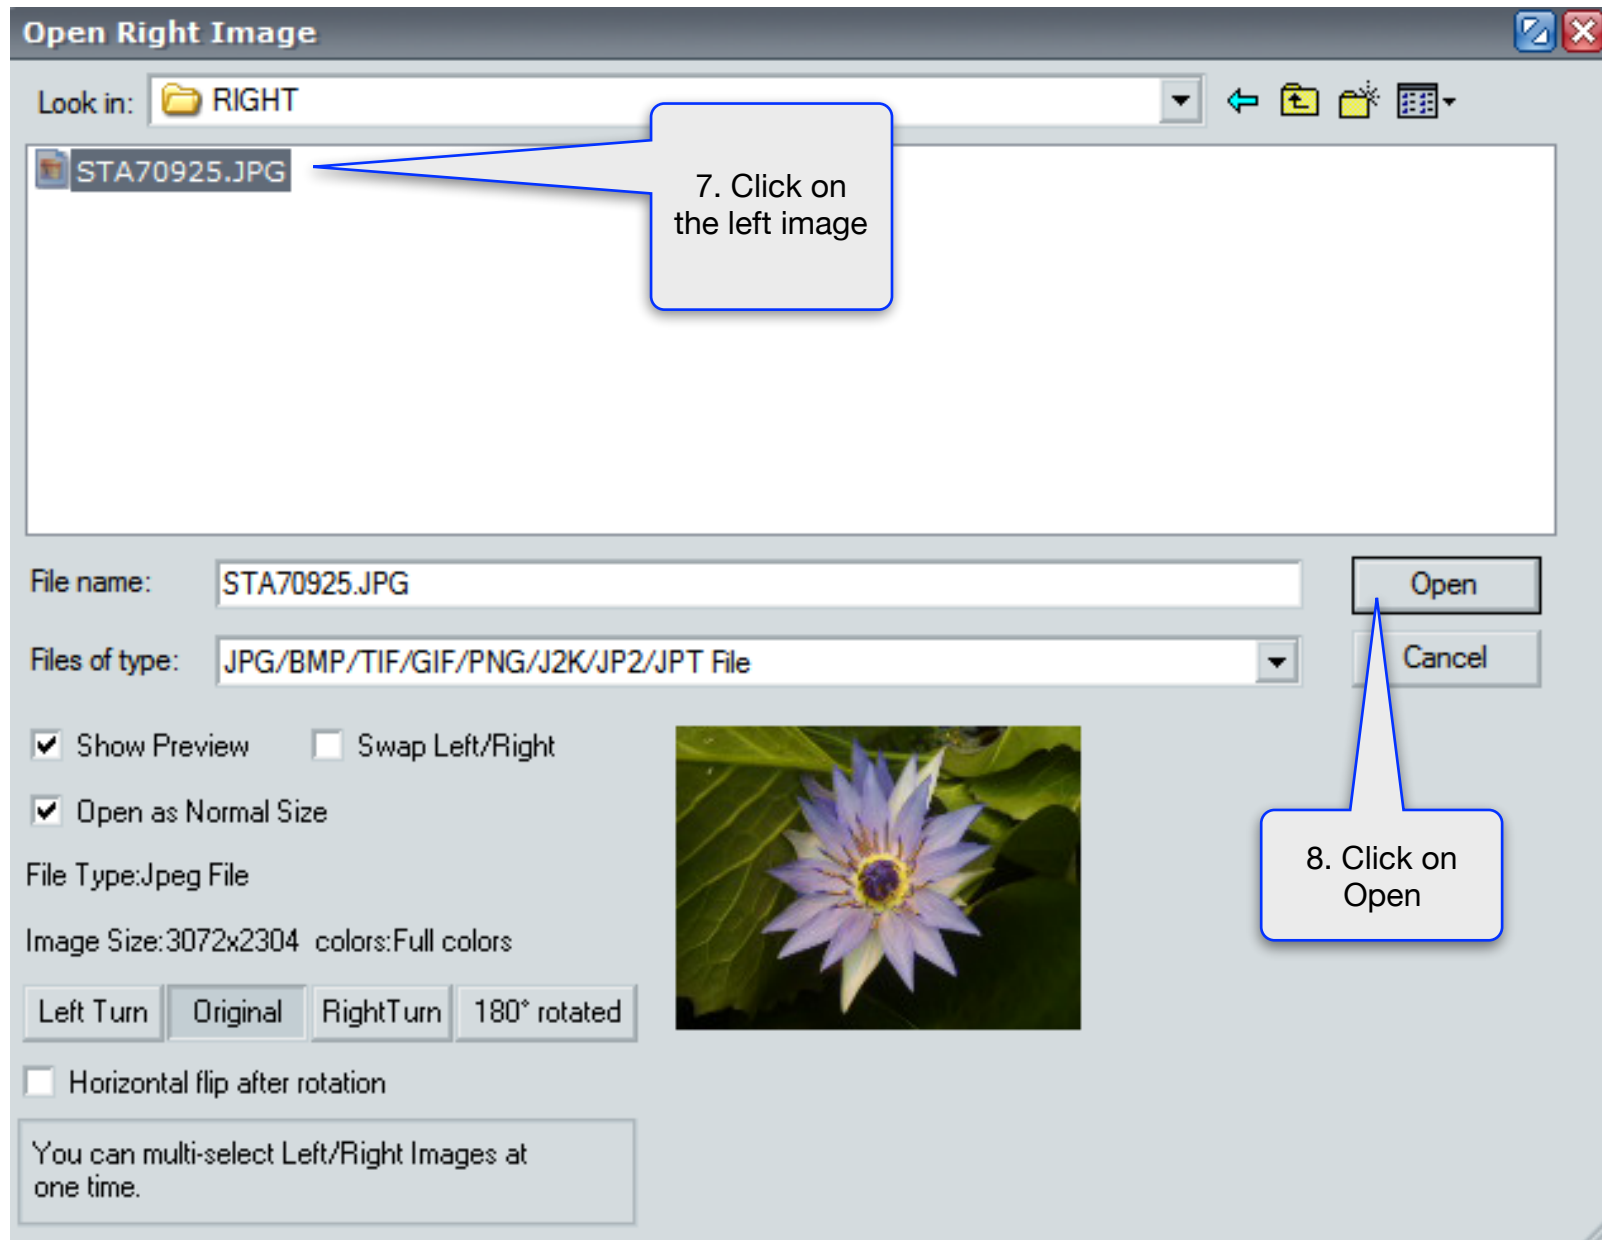 Open Right Image
Look in: RIGHT
STA70925.JPG
7. Click on
the left image
File name: STA70925.JPG
Open
Files of type: JPG/BMP/TIF/GIF/PNG/J2K/JP2/JPT File
Cancel
Show Preview Swap Left/Right
Open as Normal Size
8. Click on
Open
File Type:Jpeg File
Image Size:3072x2304 colors:Full colors
Left Turn Original RightTurn 180° rotated
Horizontal flip after rotation
You can multi-select Left/Right Images at
one time.